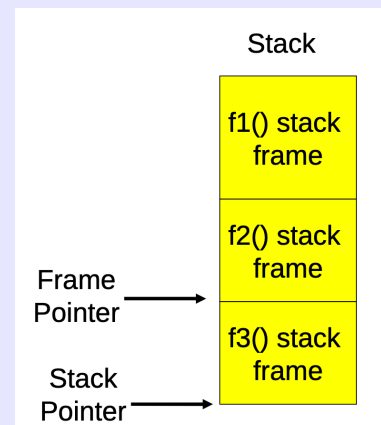 Stack
f1() stack
frame
f2() stack
frame
Frame
Pointer
f3() stack
frame
Stack
Pointer